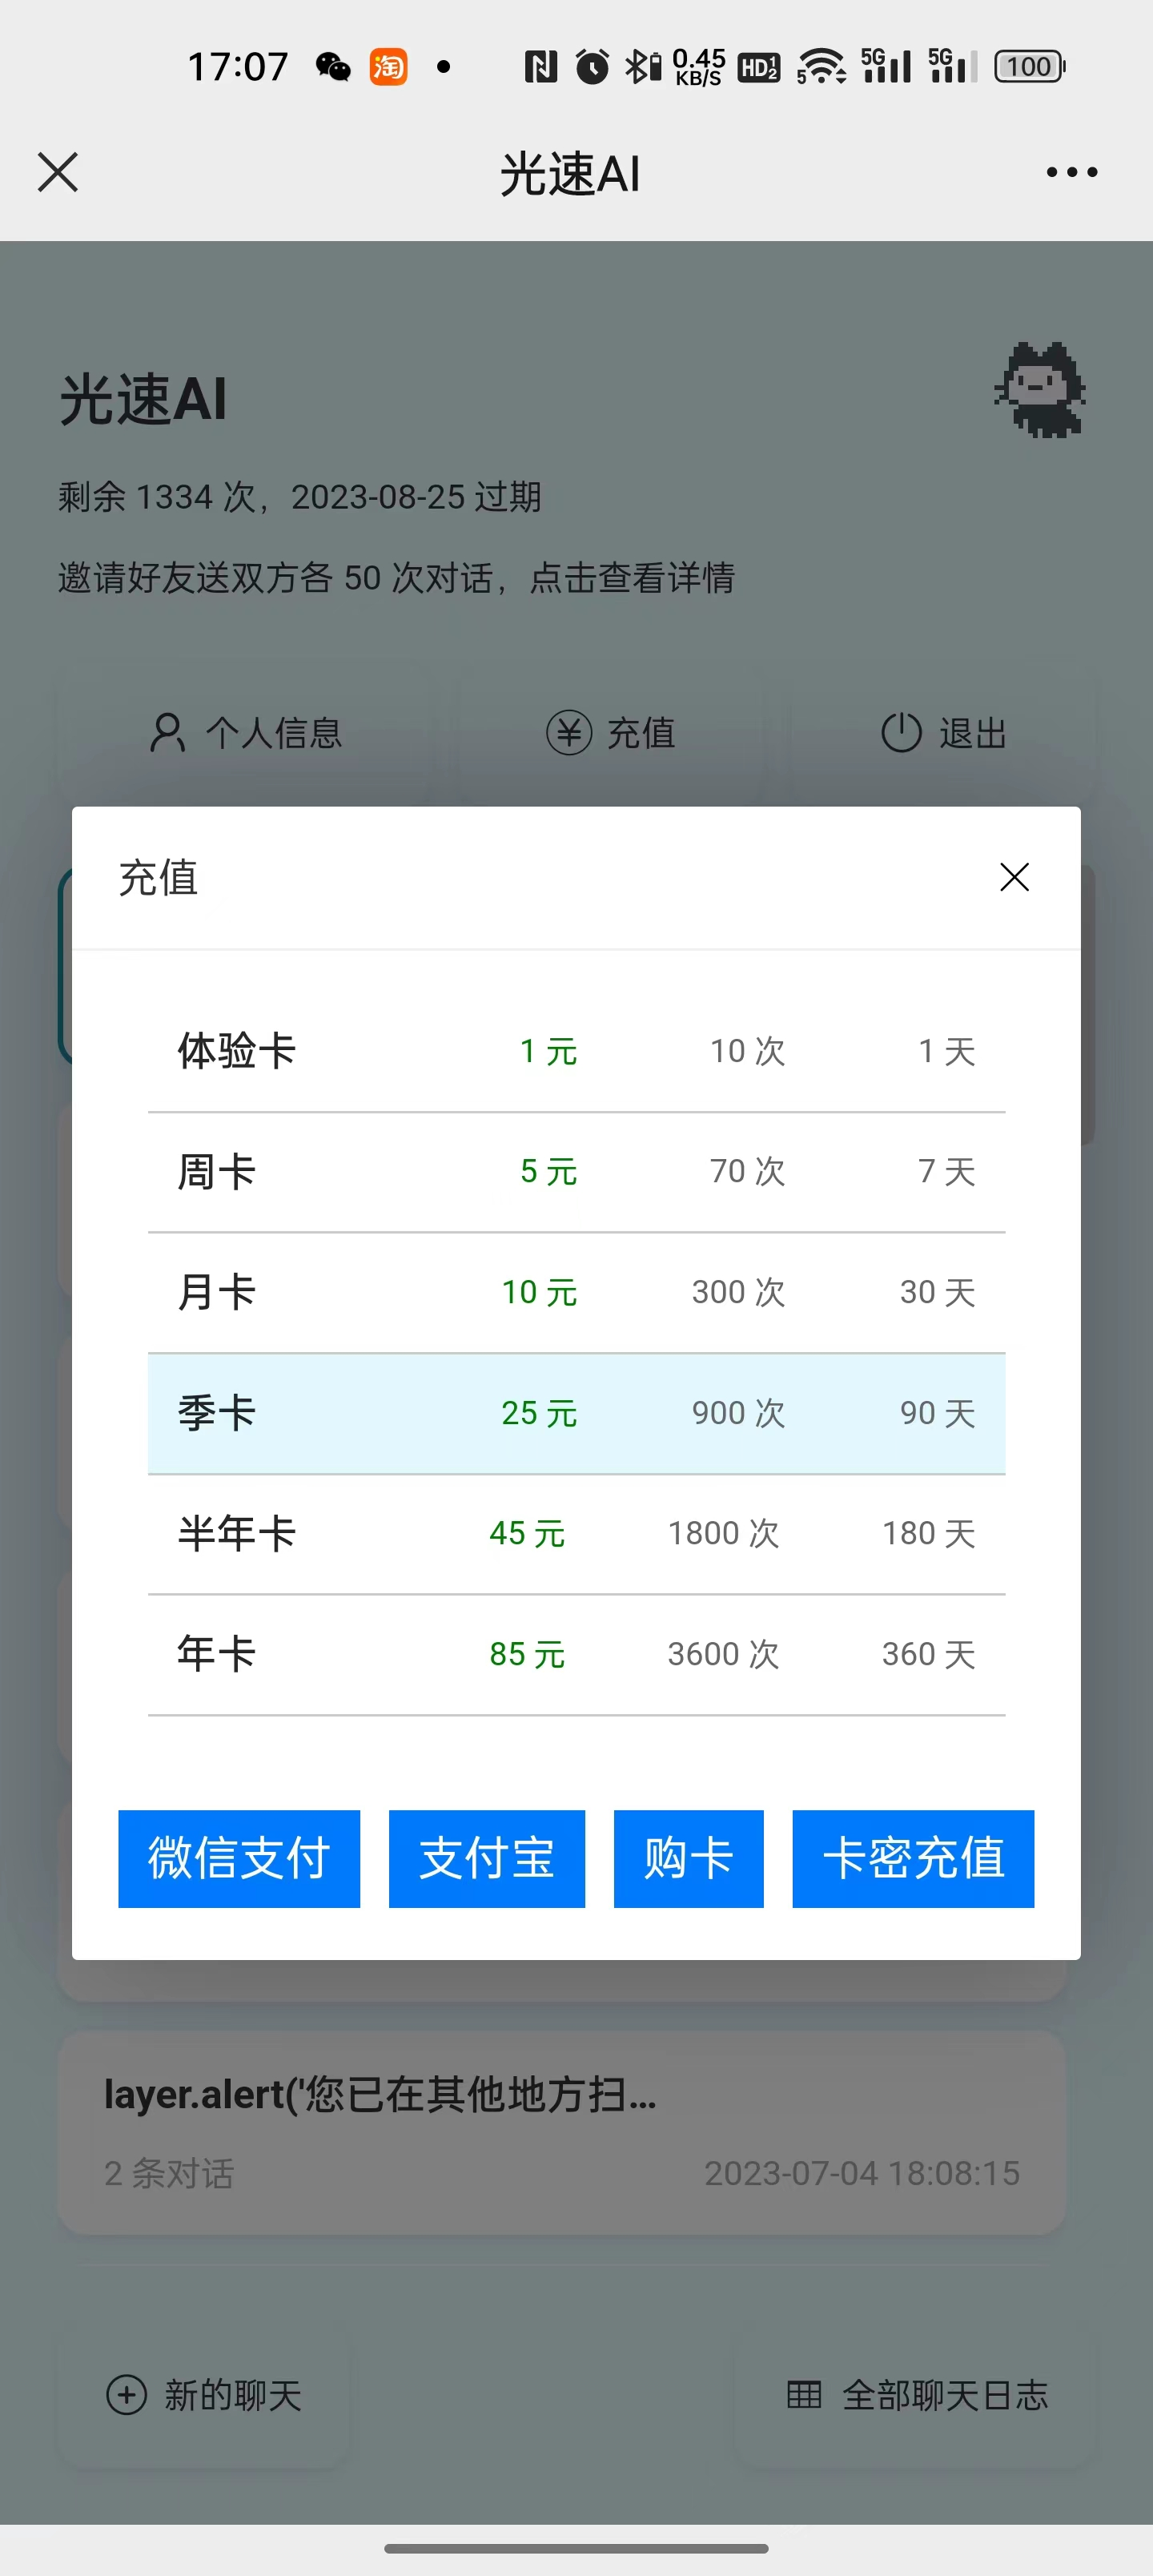 17:07 淘 0.45 KB/S HD 1 2 5 5G 5G 100
光速AI
光速AI
剩余 1334 次，2023-08-25 过期
邀请好友送双方各 50 次对话，点击查看详情
个人信息 充值 退出
充值
体验卡 1 元 10 次 1 天
周卡 5 元 70 次 7 天
月卡 10 元 300 次 30 天
季卡 25 元 900 次 90 天
半年卡 45 元 1800 次 180 天
年卡 85 元 3600 次 360 天
微信支付 支付宝 购卡 卡密充值
layer.alert('您已在其他地方扫...
2 条对话 2023-07-04 18:08:15
新的聊天 全部聊天日志